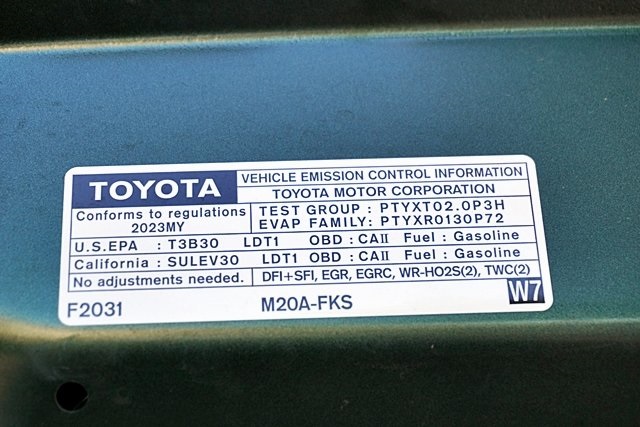 TOYOTA
VEHICLE EMISSION CONTROL INFORMATION
TOYOTA MOTOR CORPORATION
Conforms to regulations
2023MY
TEST GROUP : PTYXT02.0P3H
EVAP FAMILY: PTYXR0130P72
U.S.EPA : T3B30 LDT1 OBD : CAII Fuel : Gasoline
California : SULEV30 LDT1 OBD : CAII Fuel : Gasoline
No adjustments needed. DFI+SFI, EGR, EGRC, WR-HO2S(2), TWC(2)
F2031 M20A-FKS W7